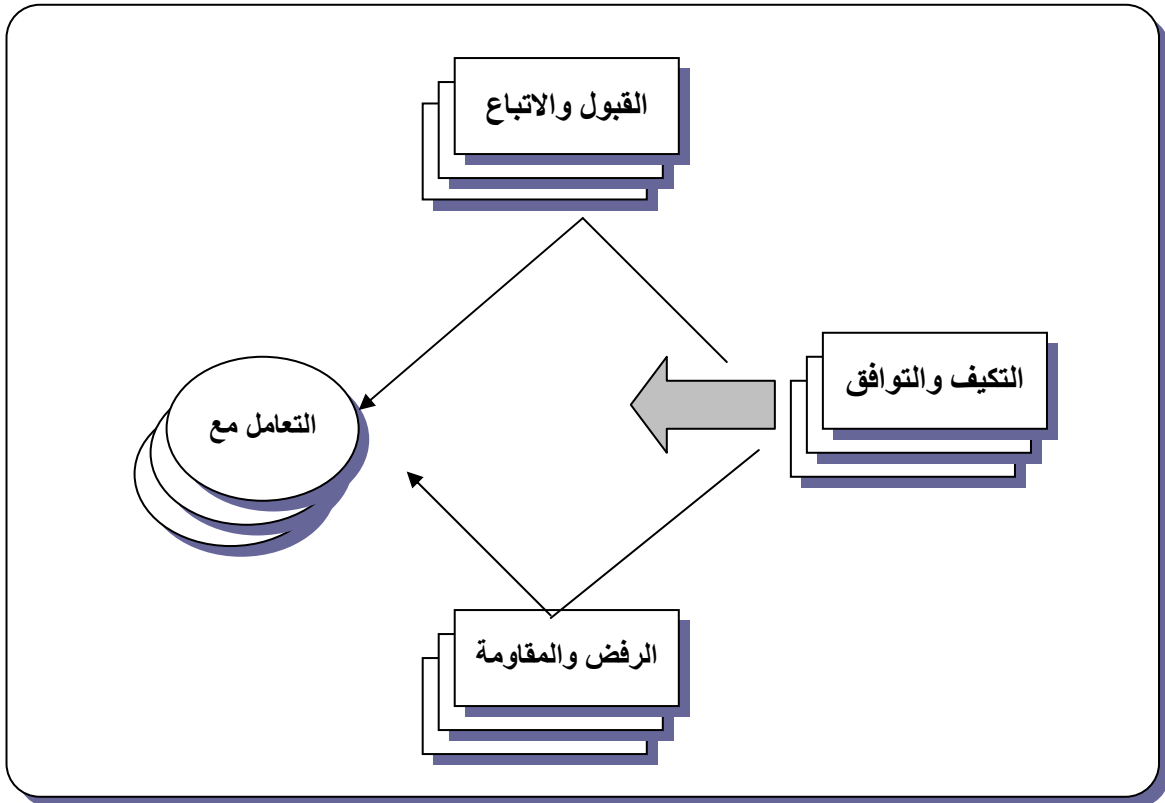 القبول والاتباع
التكيف والتوافق
التعامل مع
الرفض والمقاومة